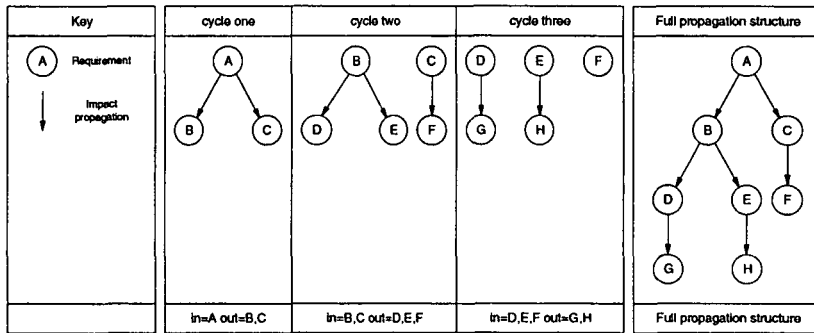 Key
A
Requirement
Impact
propagation
cycle one
A
B
C
in=A out=B,C
cycle two
B
C
D
E
F
in=B,C out=D,E,F
cycle three
D
E
F
G
H
in=D,E,F out=G,H
Full propagation structure
A
B
C
D
E
F
G
H
Full propagation structure